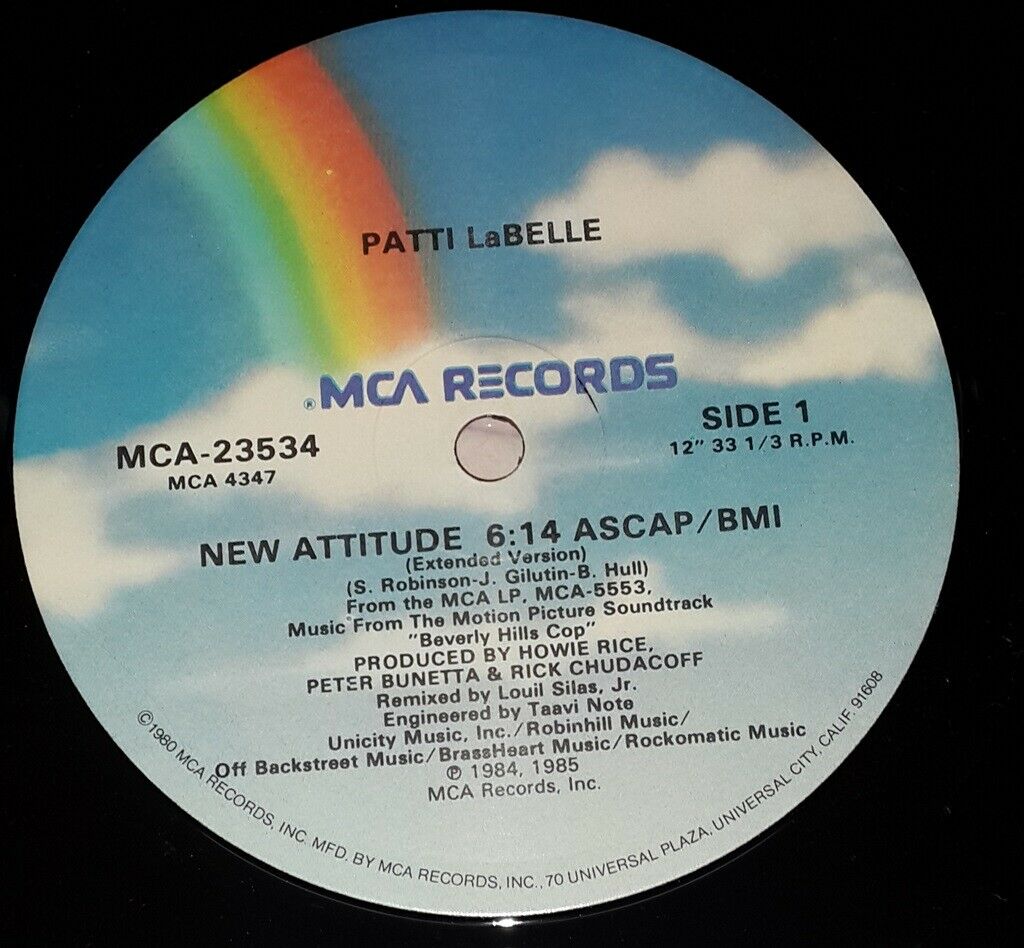 PATTI LaBELLE
® MCA RECORDS
MCA-23534
MCA 4347
SIDE 1
12" 33 1/3 R.P.M.
NEW ATTITUDE 6:14 ASCAP/BMI
(Extended Version)
(S. Robinson-J. Gilutin-B. Hull)
From the MCA LP, MCA-5553,
Music From The Motion Picture Soundtrack
"Beverly Hills Cop"
PRODUCED BY HOWIE RICE,
PETER BUNETTA & RICK CHUDACOFF
Remixed by Louil Silas, Jr.
Engineered by Taavi Note
Unicity Music, Inc./Robinhill Music/
Off Backstreet Music/BrassHeart Music/Rockomatic Music
℗ 1984, 1985
MCA Records, Inc.
©1980 MCA RECORDS, INC. MFD. BY MCA RECORDS, INC., 70 UNIVERSAL PLAZA, UNIVERSAL CITY, CALIF. 91608